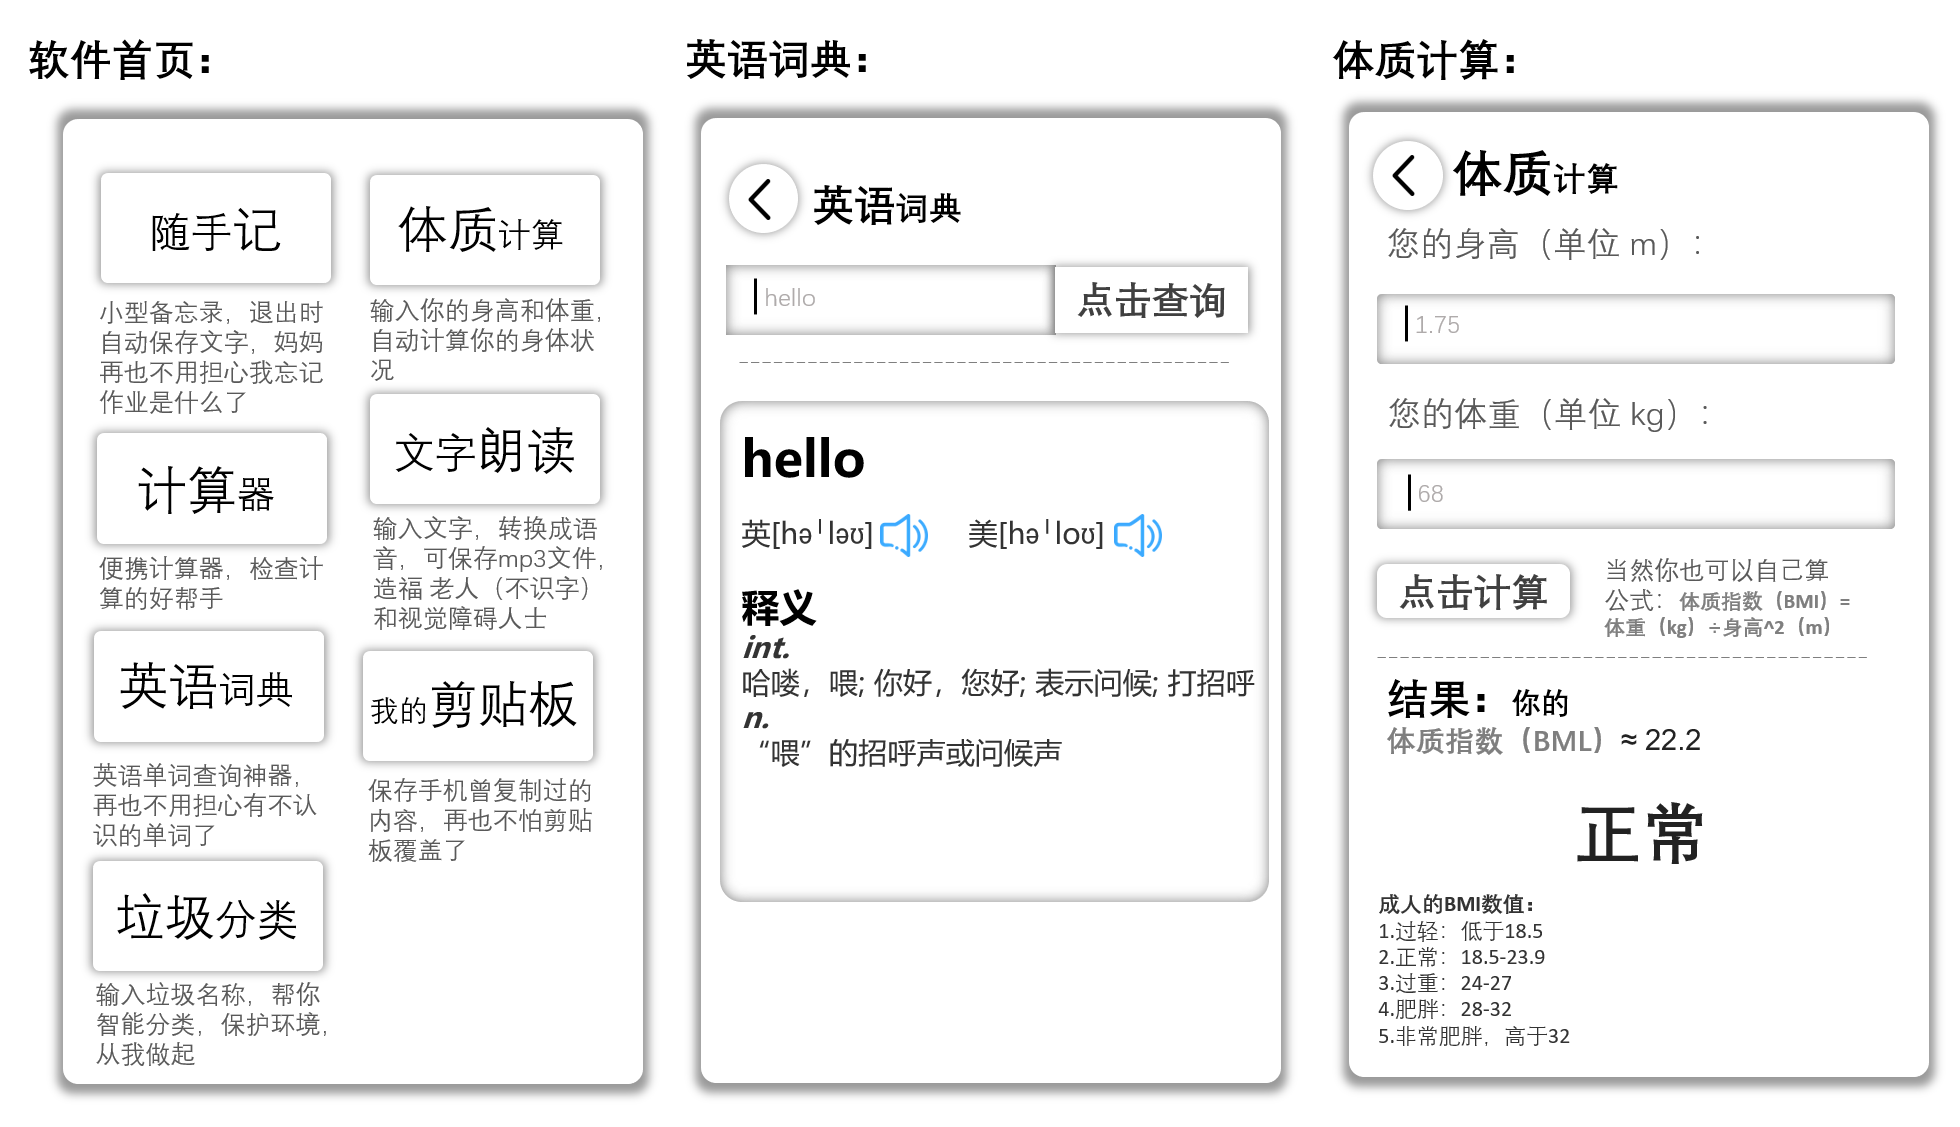 软件首页：
随手记
小型备忘录，退出时
自动保存文字，妈妈
再也不用担心我忘记
作业是什么了
计算器
便携计算器，检查计
算的好帮手
英语词典
英语单词查询神器，
再也不用担心有不认
识的单词了
垃圾分类
输入垃圾名称，帮你
智能分类，保护环境，
从我做起
体质计算
输入你的身高和体重，
自动计算你的身体状
况
文字朗读
输入文字，转换成语
音，可保存mp3文件，
造福 老人（不识字）
和视觉障碍人士
我的剪贴板
保存手机曾复制过的
内容，再也不怕剪贴
板覆盖了
英语词典：
英语词典
hello
点击查询
hello
英[həˈləʊ] 美[həˈloʊ]
释义
int.
哈喽，喂; 你好，您好; 表示问候; 打招呼
n.
“喂”的招呼声或问候声
体质计算：
体质计算
您的身高（单位 m）：
1.75
您的体重（单位 kg）：
68
点击计算
当然你也可以自己算
公式：体质指数（BMI）=
体重（kg）÷身高^2（m）
结果：你的
体质指数（BML）≈ 22.2
正常
成人的BMI数值：
1.过轻：低于18.5
2.正常：18.5-23.9
3.过重：24-27
4.肥胖：28-32
5.非常肥胖，高于32